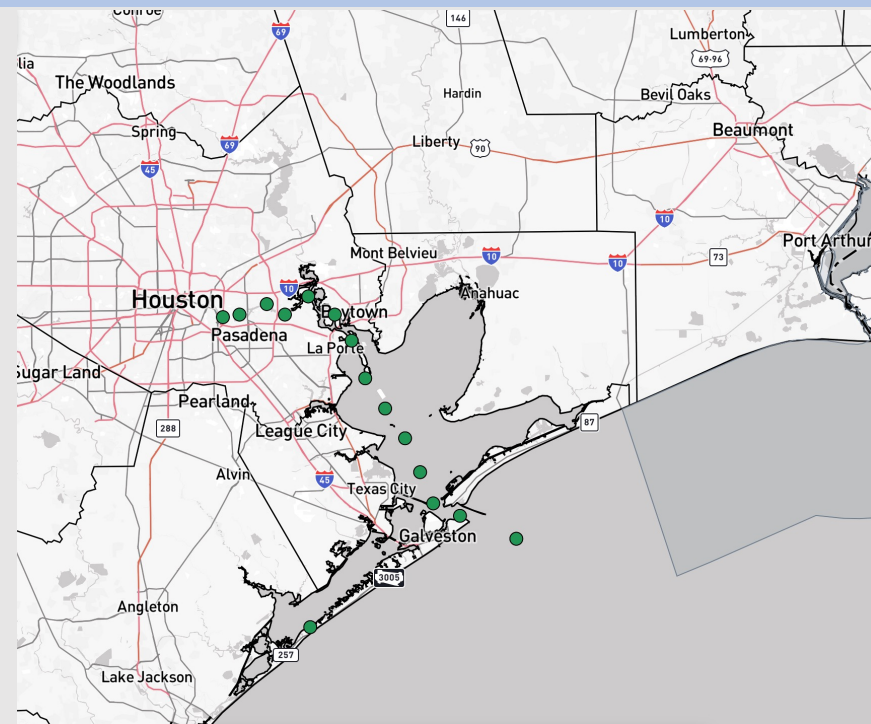 Conroe
69
146
Lumberton
69-96
lia
The Woodlands
Hardin
Bevil Oaks
Spring
Beaumont
69
Liberty
90
45
10
Port Arthur
Mont Belvieu
10
73
10
10
Anahuac
Houston
Baytown
Pasadena
La Porte
Sugar Land
Pearland
87
288
League City
Alvin
45
Texas City
Galveston
3005
Angleton
257
Lake Jackson